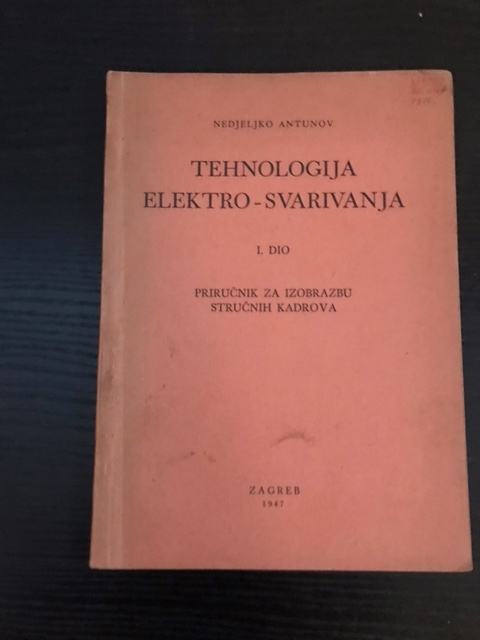 NEDJELJKO ANTUNOV
TEHNOLOGIJA
ELEKTRO-SVARIVANJA
I. DIO
PRIRUČNIK ZA IZOBRAZBU
STRUČNIH KADROVA
ZAGREB
1947